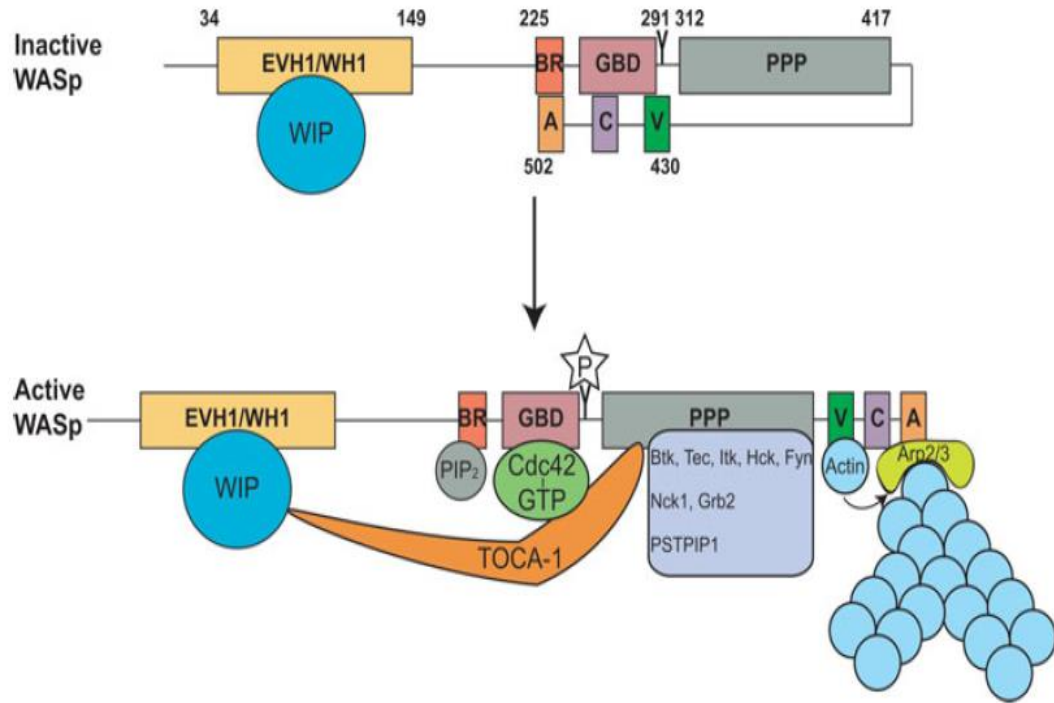 34 149 225 291 312 417
Inactive
WASp
EVH1/WH1 BR GBD Y PPP
WIP
A C V
502 430
P
Active
WASp
EVH1/WH1 BR GBD Y PPP V C A
WIP
PIP2
Cdc42
GTP
Btk, Tec, Itk, Hck, Fyn
Nck1, Grb2
PSTPIP1
Actin
Arp2/3
TOCA-1